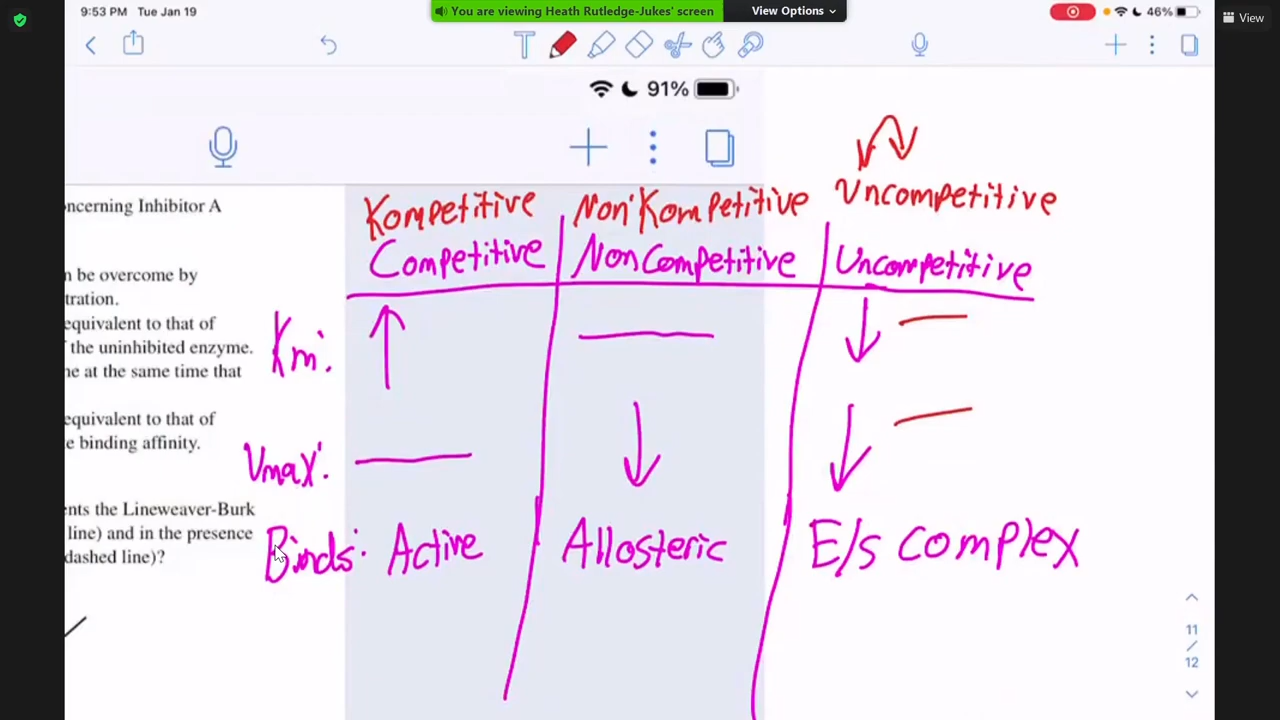 9:53 PM Tue Jan 19
You are viewing Heath Rutledge-Jukes' screen
View Options
46%
View
91%
oncerning Inhibitor A
Kompetitive
Non'Kompetitive
Uncompetitive
Competitive
NonCompetitive
Uncompetitive
n be overcome by
tration.
equivalent to that of
the uninhibited enzyme.
ne at the same time that
Km:
equivalent to that of
e binding affinity.
Vmax:
nts the Lineweaver-Burk
line) and in the presence
dashed line)?
Binds: Active
Allosteric
E/S complex
11
/
12